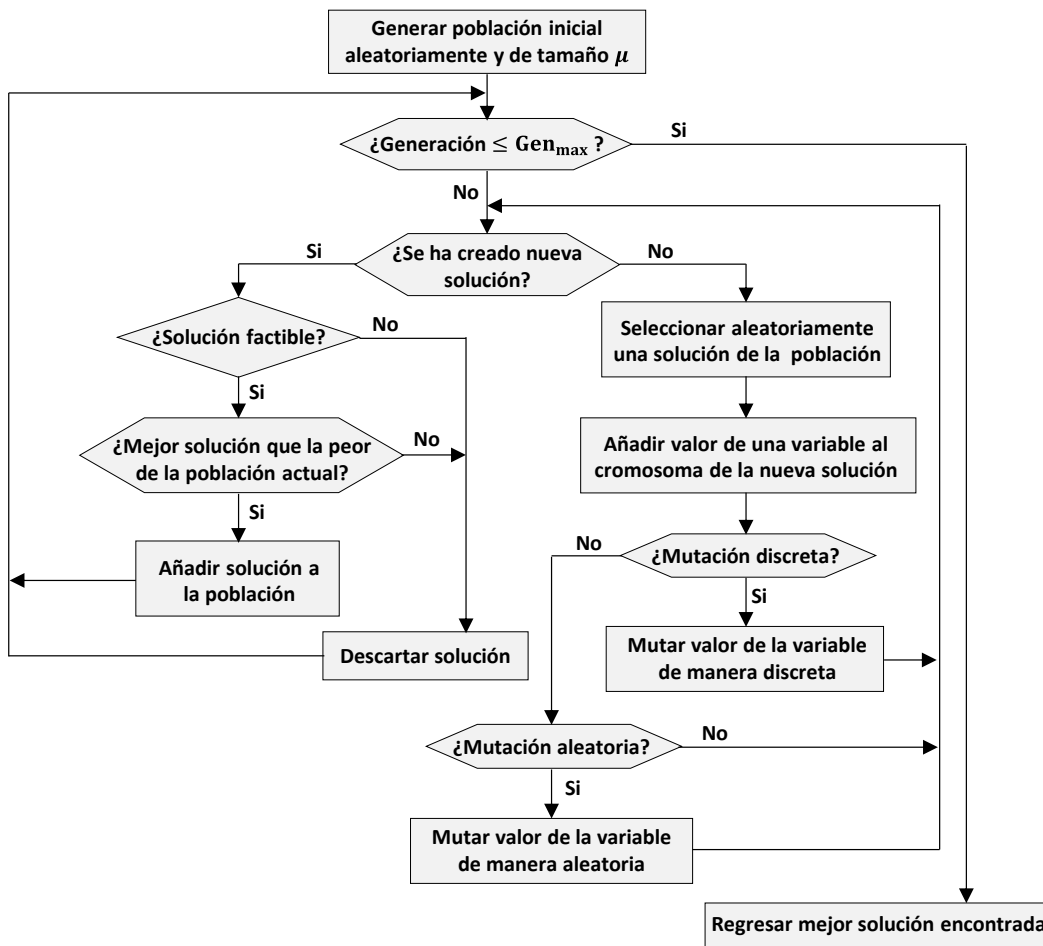 Generar población inicial
aleatoriamente y de tamaño μ
¿Generación ≤ Gen_max ?
Si
No
¿Se ha creado nueva
solución?
Si
No
¿Solución factible?
No
Si
Seleccionar aleatoriamente
una solución de la población
¿Mejor solución que la peor
de la población actual?
No
Si
Añadir valor de una variable al
cromosoma de la nueva solución
Añadir solución a
la población
¿Mutación discreta?
No
Si
Descartar solución
Mutar valor de la variable
de manera discreta
¿Mutación aleatoria?
No
Si
Mutar valor de la variable
de manera aleatoria
Regresar mejor solución encontrada